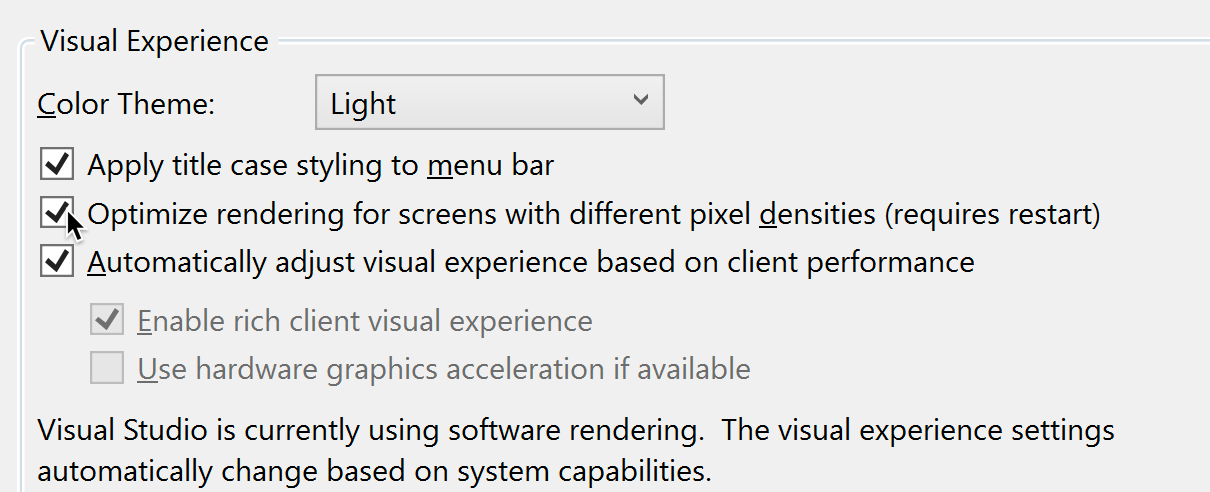 Visual Experience
Color Theme: Light
Apply title case styling to menu bar
Optimize rendering for screens with different pixel densities (requires restart)
Automatically adjust visual experience based on client performance
Enable rich client visual experience
Use hardware graphics acceleration if available
Visual Studio is currently using software rendering.  The visual experience settings
automatically change based on system capabilities.